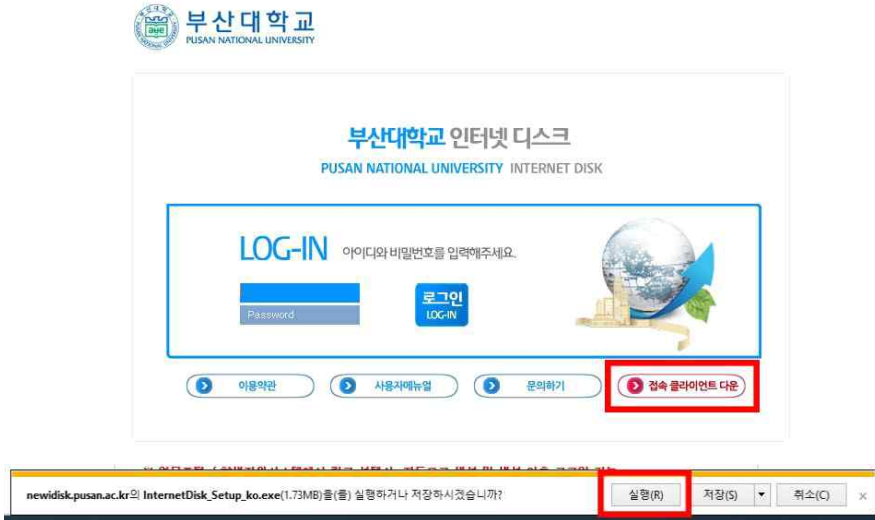 부산대학교
PUSAN NATIONAL UNIVERSITY
부산대학교 인터넷 디스크
PUSAN NATIONAL UNIVERSITY INTERNET DISK
LOG-IN 아이디와 비밀번호를 입력해주세요.
Password
로그인
LOG-IN
이용약관
사용자메뉴얼
문의하기
접속 클라이언트 다운
newidisk.pusan.ac.kr의 InternetDisk_Setup_ko.exe(1.73MB)을(를) 실행하거나 저장하시겠습니까?
실행(R)
저장(S)
취소(C)